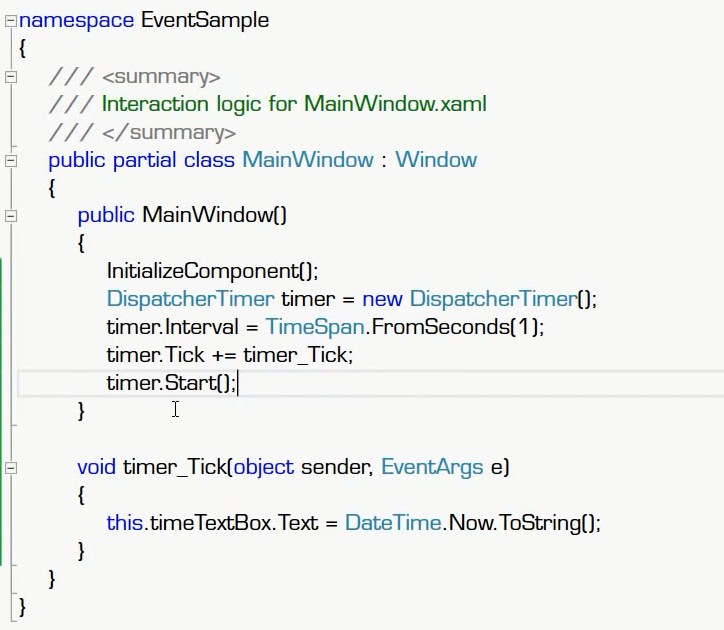 namespace EventSample
{
/// <summary>
/// Interaction logic for MainWindow.xaml
/// </summary>
public partial class MainWindow : Window
{
public MainWindow()
{
InitializeComponent();
DispatcherTimer timer = new DispatcherTimer();
timer.Interval = TimeSpan.FromSeconds(1);
timer.Tick += timer_Tick;
timer.Start();
}
void timer_Tick(object sender, EventArgs e)
{
this.timeTextBox.Text = DateTime.Now.ToString();
}
}
}